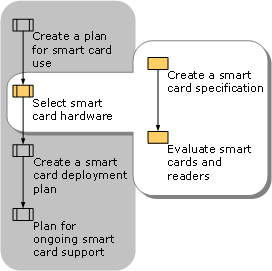 Create a plan
for smart card
use
Select smart
card hardware
Create a smart
card deployment
plan
Plan for
ongoing smart
card support
Create a smart
card specification
Evaluate smart
cards and
readers